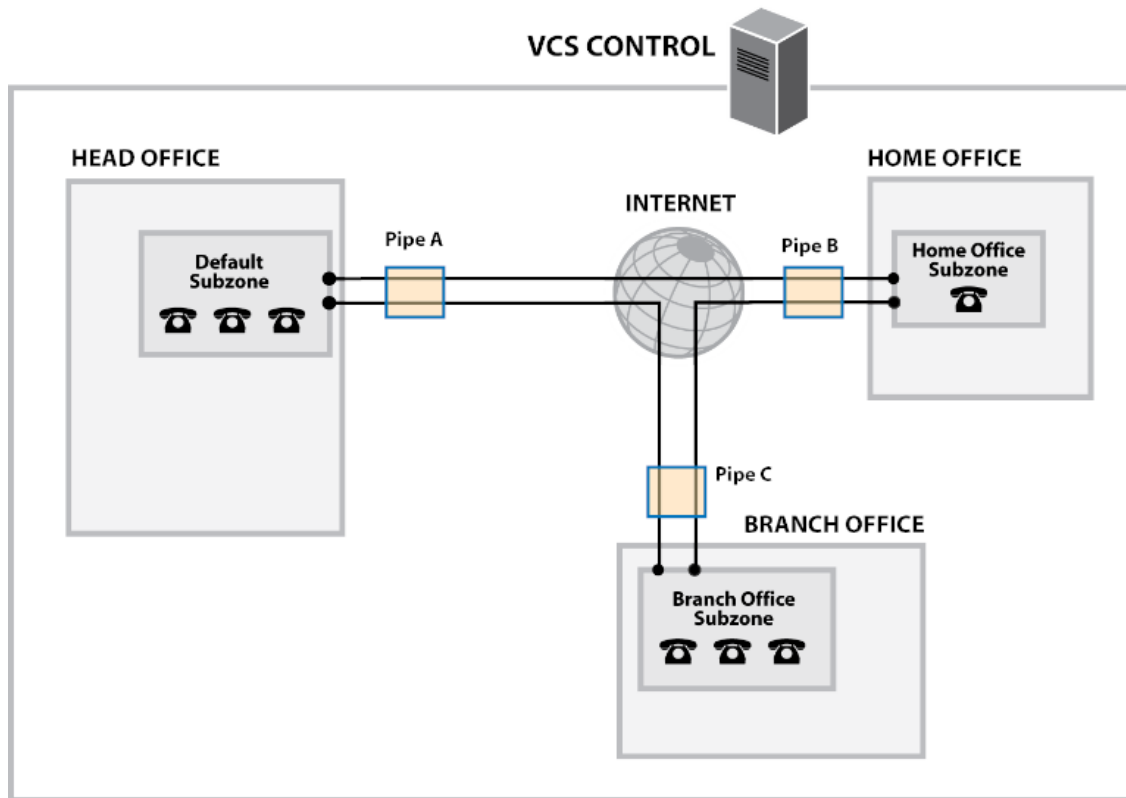 VCS CONTROL
HEAD OFFICE
HOME OFFICE
INTERNET
Pipe A
Pipe B
Default
Subzone
Home Office
Subzone
Pipe C
BRANCH OFFICE
Branch Office
Subzone